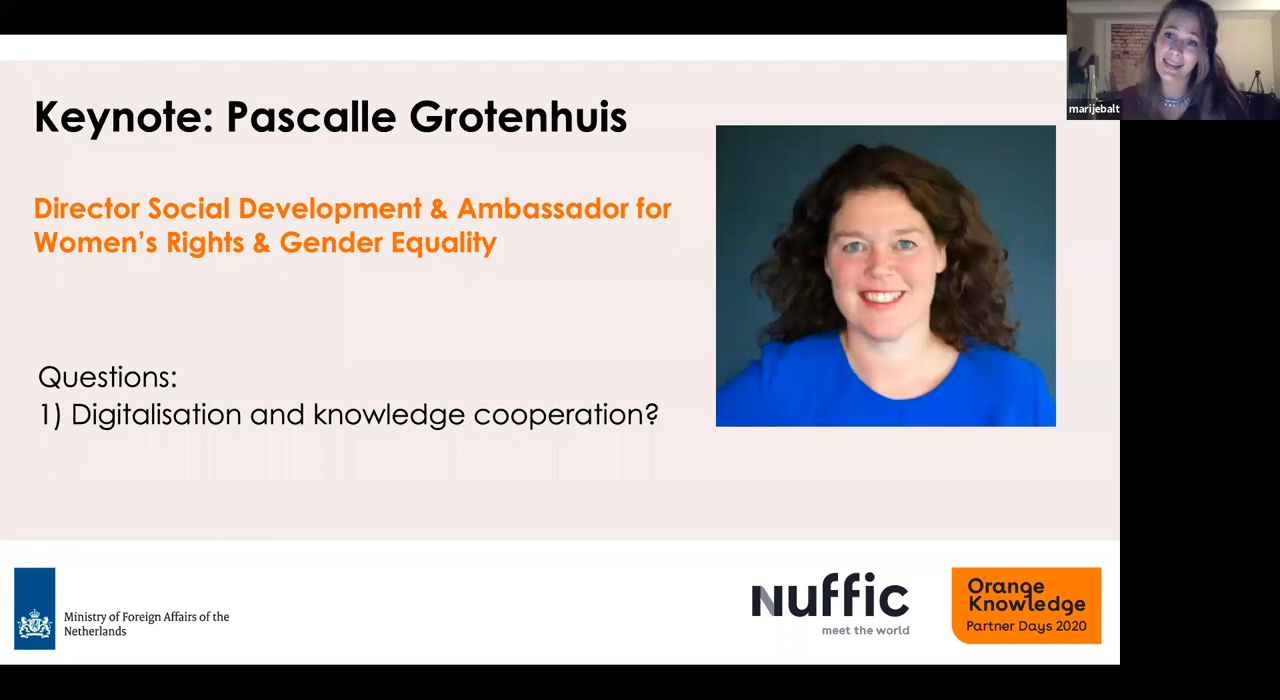 marijebalt
Keynote: Pascalle Grotenhuis
Director Social Development & Ambassador for
Women's Rights & Gender Equality
Questions:
1) Digitalisation and knowledge cooperation?
Ministry of Foreign Affairs of the
Netherlands
nuffic
meet the world
Orange
Knowledge
Partner Days 2020